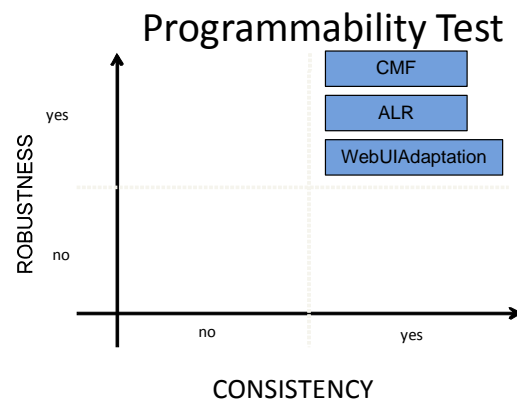 Programmability Test
CMF
yes
ALR
WebUIAdaptation
ROBUSTNESS
no
no
yes
CONSISTENCY